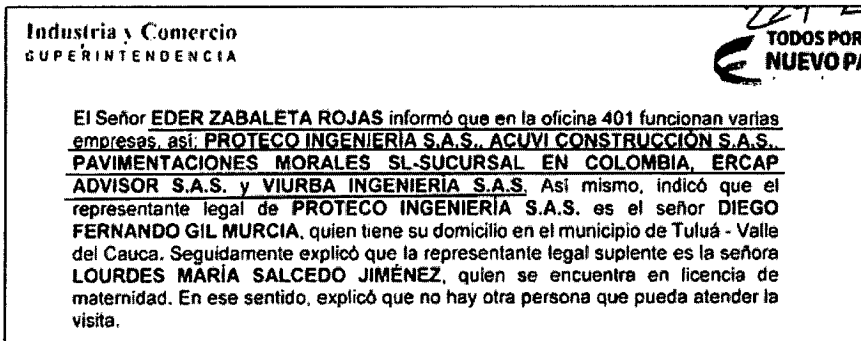 Industria y Comercio
SUPERINTENDENCIA
TODOS POR
NUEVO PA
El Señor EDER ZABALETA ROJAS informó que en la oficina 401 funcionan varias
empresas, así: PROTECO INGENIERÍA S.A.S., ACUVI CONSTRUCCIÓN S.A.S.,
PAVIMENTACIONES MORALES SL-SUCURSAL EN COLOMBIA, ERCAP
ADVISOR S.A.S. y VIURBA INGENIERÍA S.A.S. Así mismo, indicó que el
representante legal de PROTECO INGENIERÍA S.A.S. es el señor DIEGO
FERNANDO GIL MURCIA, quien tiene su domicilio en el municipio de Tuluá - Valle
del Cauca. Seguidamente explicó que la representante legal suplente es la señora
LOURDES MARÍA SALCEDO JIMÉNEZ, quien se encuentra en licencia de
maternidad. En ese sentido, explicó que no hay otra persona que pueda atender la
visita.